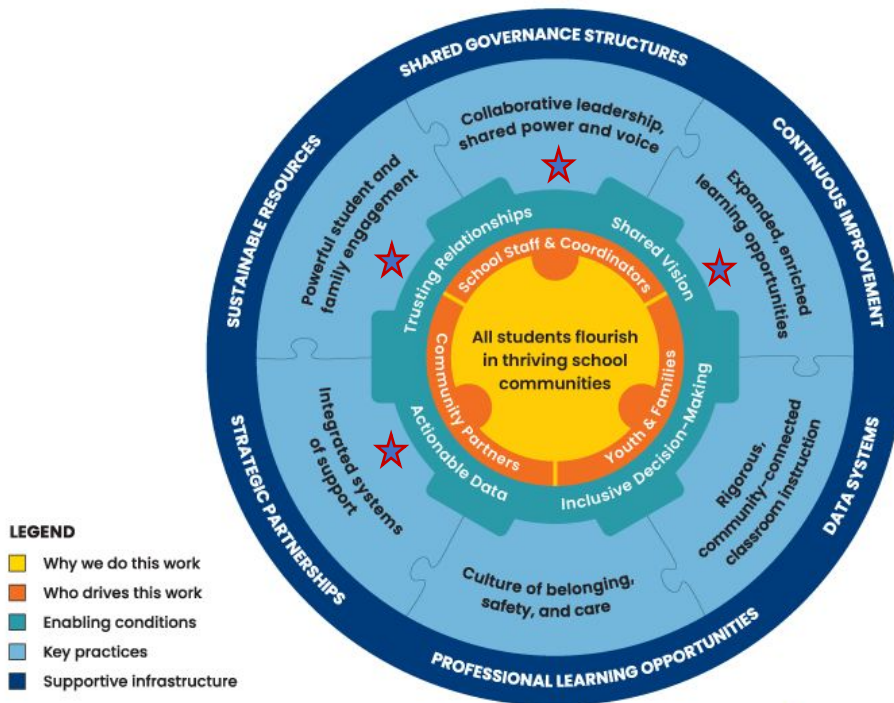 SHARED GOVERNANCE STRUCTURES
CONTINUOUS IMPROVEMENT
DATA SYSTEMS
PROFESSIONAL LEARNING OPPORTUNITIES
STRATEGIC PARTNERSHIPS
SUSTAINABLE RESOURCES
Collaborative leadership,
shared power and voice
Expanded, enriched
learning opportunities
Rigorous,
community-connected
classroom instruction
Culture of belonging,
safety, and care
Integrated systems
of support
Powerful student and
family engagement
Trusting Relationships
Shared Vision
Inclusive Decision-Making
Actionable Data
School Staff & Coordinators
Youth & Families
Community Partners
All students flourish
in thriving school
communities
LEGEND
Why we do this work
Who drives this work
Enabling conditions
Key practices
Supportive infrastructure